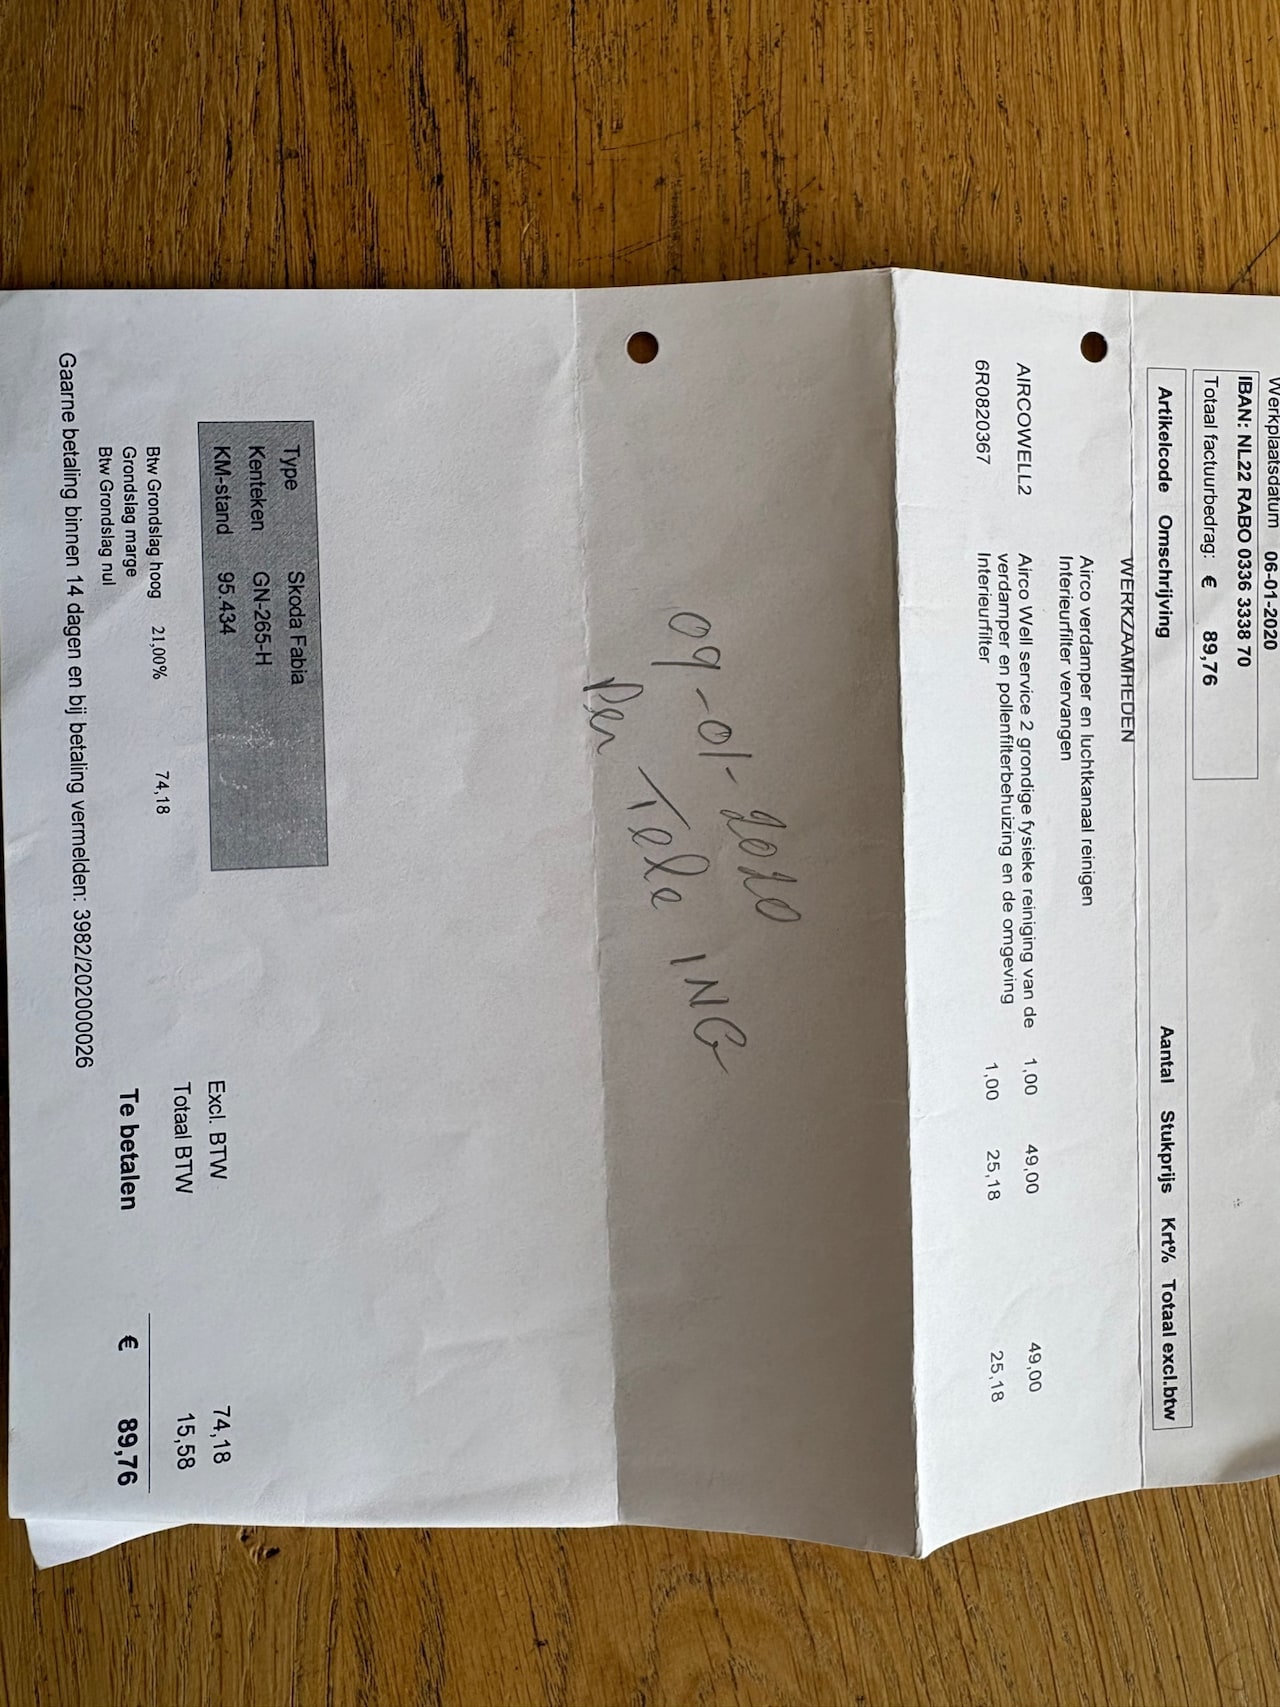 Werkplaatsdatum 06-01-2020
IBAN: NL22 RABO 0336 3338 70
Totaal factuurbedrag: € 89,76
Artikelcode Omschrijving Aantal Stukprijs Krt% Totaal excl.btw
WERKZAAMHEDEN
Airco verdamper en luchtkanaal reinigen
Interieurfilter vervangen
AIRCOWELL2 Airco Well service 2 grondige fysieke reiniging van de 1,00 49,00 49,00
verdamper en pollenfilterbehuizing en de omgeving
6R0820367 Interieurfilter 1,00 25,18 25,18
09-01-2020
Per Tele ING
Type Skoda Fabia
Kenteken GN-265-H
KM-stand 95.434
Excl. BTW 74,18
Btw Grondslag hoog 21,00% 74,18 Totaal BTW 15,58
Grondslag marge
Btw Grondslag nul Te betalen € 89,76
Gaarne betaling binnen 14 dagen en bij betaling vermelden: 3982/202000026